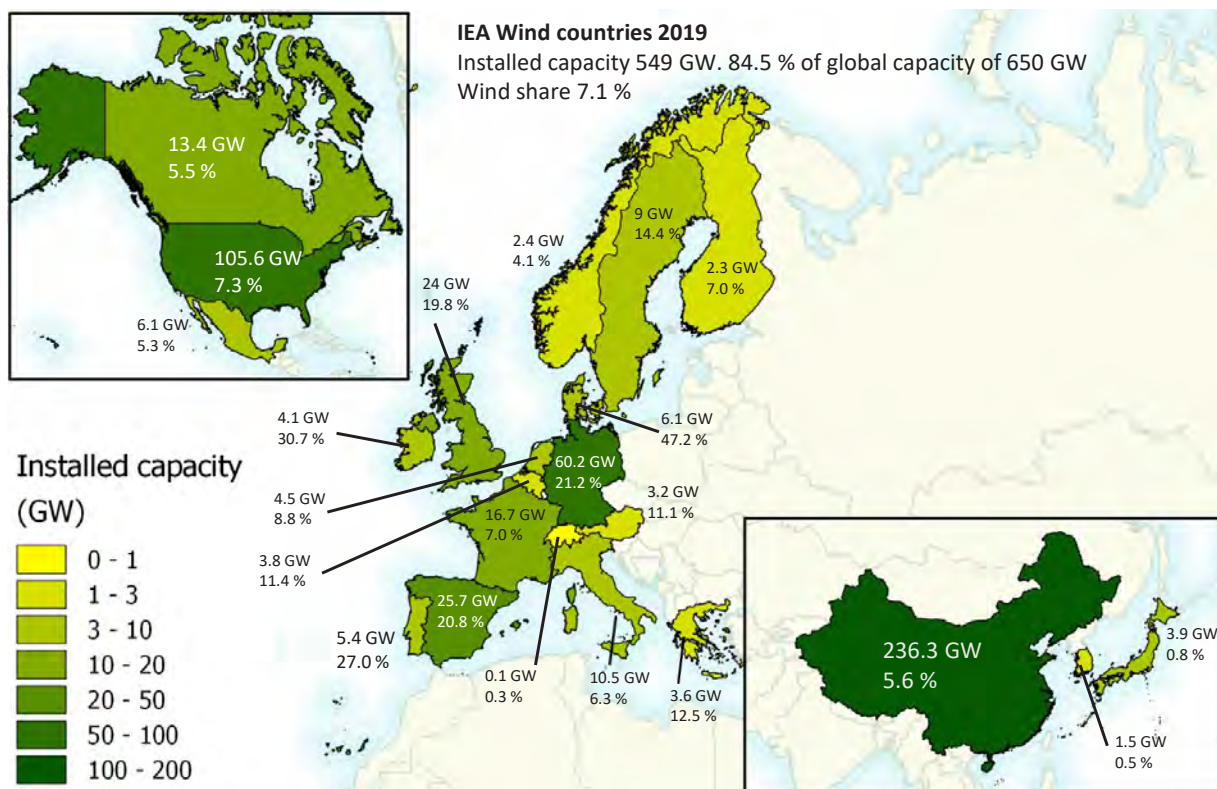 IEA Wind countries 2019
Installed capacity 549 GW. 84.5 % of global capacity of 650 GW
Wind share 7.1 %
13.4 GW
5.5 %
105.6 GW
7.3 %
6.1 GW
5.3 %
9 GW
14.4 %
2.4 GW
4.1 %
2.3 GW
7.0 %
24 GW
19.8 %
4.1 GW
30.7 %
6.1 GW
47.2 %
60.2 GW
21.2 %
4.5 GW
8.8 %
3.2 GW
11.1 %
16.7 GW
7.0 %
3.8 GW
11.4 %
25.7 GW
20.8 %
5.4 GW
27.0 %
0.1 GW
0.3 %
10.5 GW
6.3 %
3.6 GW
12.5 %
236.3 GW
5.6 %
3.9 GW
0.8 %
1.5 GW
0.5 %
Installed capacity
(GW)
0 - 1
1 - 3
3 - 10
10 - 20
20 - 50
50 - 100
100 - 200